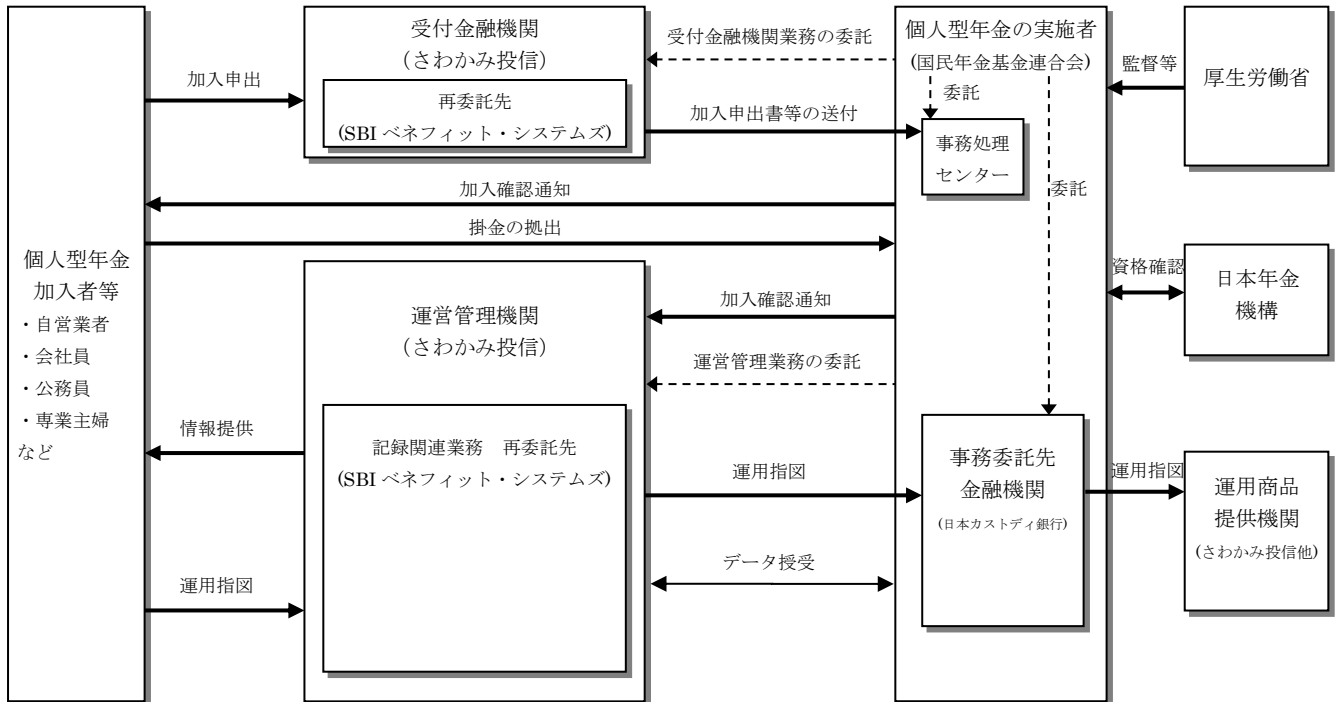 個人型年金
加入者等
・自営業者
・会社員
・公務員
・専業主婦
など
加入申出
受付金融機関
(さわかみ投信)
再委託先
(SBI ベネフィット・システムズ)
受付金融機関業務の委託
加入申出書等の送付
個人型年金の実施者
(国民年金基金連合会)
委託
事務処理
センター
委託
監督等
厚生労働省
加入確認通知
掛金の拠出
運営管理機関
(さわかみ投信)
加入確認通知
運営管理業務の委託
資格確認
日本年金
機構
情報提供
記録関連業務　再委託先
(SBI ベネフィット・システムズ)
運用指図
事務委託先
金融機関
(日本カストディ銀行)
運用指図
運用商品
提供機関
(さわかみ投信他)
データ授受
運用指図